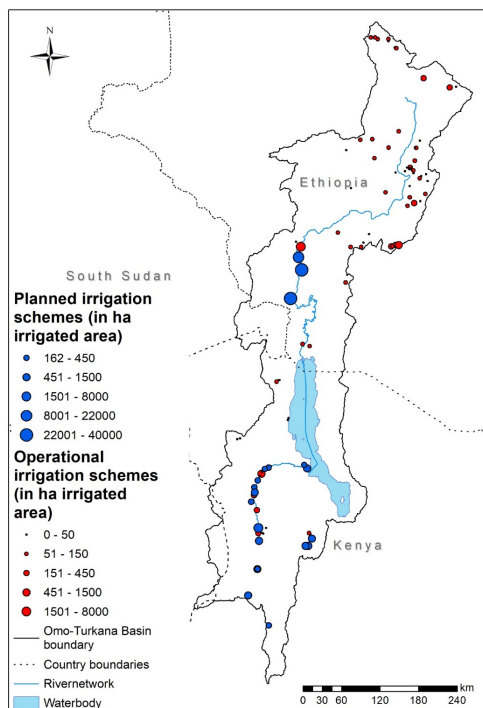 N
Ethiopia
South Sudan
Planned irrigation
schemes (in ha
irrigated area)
162 - 450
451 - 1500
1501 - 8000
8001 - 22000
22001 - 40000
Operational
irrigation schemes
(in ha irrigated
area)
0 - 50
51 - 150
151 - 450
451 - 1500
1501 - 8000
Omo-Turkana Basin
boundary
Country boundaries
Rivernetwork
Waterbody
Kenya
km
0 30 60 120 180 240